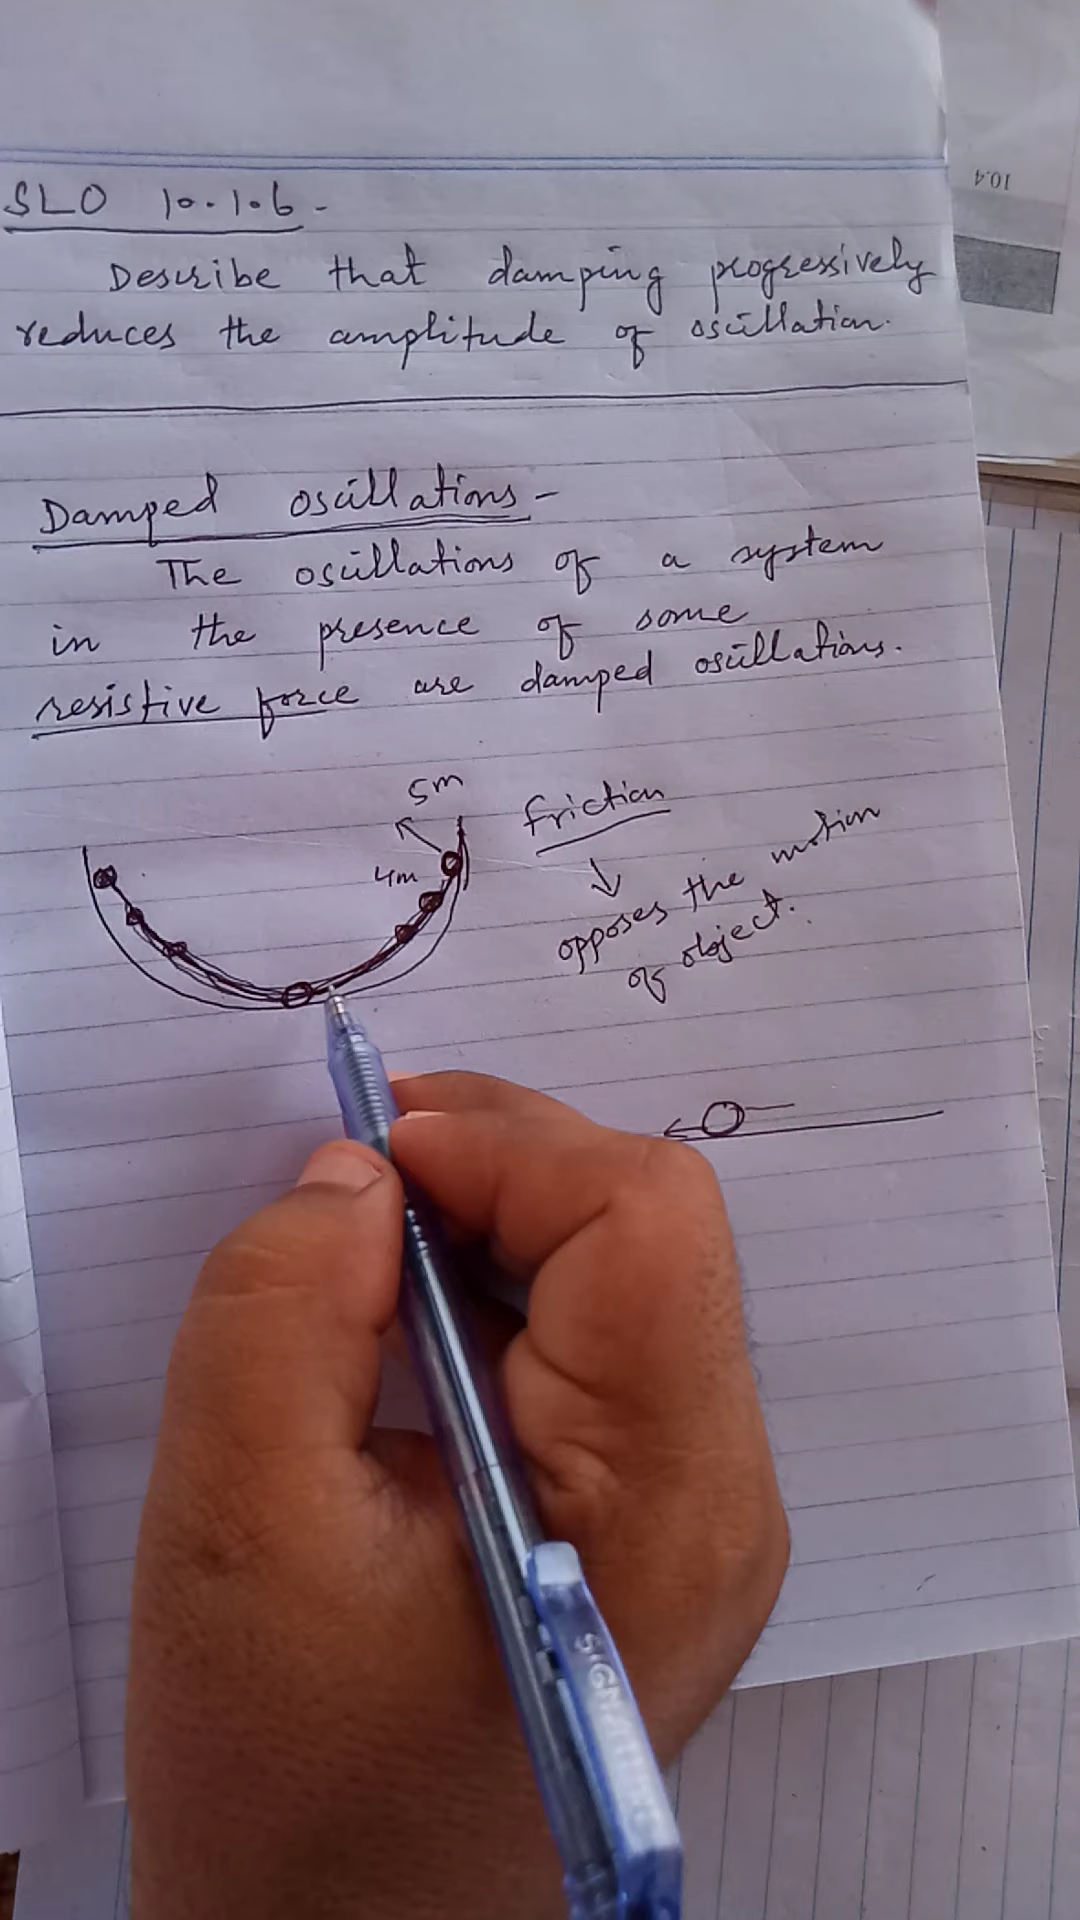 10.4
SLO 10.1.6 -
Describe that damping progressively
reduces the amplitude of oscillation.
Damped oscillations -
The oscillations of a system
in the presence of some
resistive force are damped oscillations.
5m
4m
friction
opposes the motion
of object.
SIGNATURE